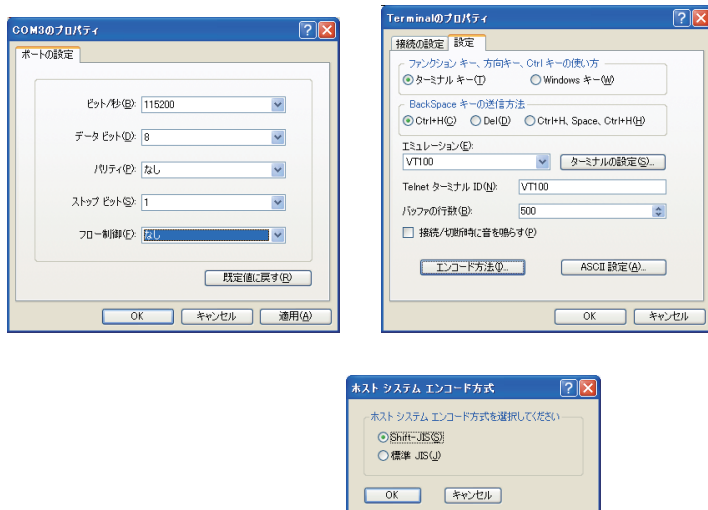 COM3のプロパティ
ポートの設定
ビット/秒(B): 115200
データ ビット(D): 8
パリティ(P): なし
ストップ ビット(S): 1
フロー制御(F): なし
既定値に戻す(R)
OK キャンセル 適用(A)
Terminalのプロパティ
接続の設定 設定
ファンクション キー、方向キー、Ctrl キーの使い方
ターミナル キー(T) Windows キー(W)
BackSpace キーの送信方法
Ctrl+H(C) Del(D) Ctrl+H、Space、Ctrl+H(H)
エミュレーション(E):
VT100 ターミナルの設定(S)...
Telnet ターミナル ID(N): VT100
バッファの行数(B): 500
接続/切断時に音を鳴らす(P)
エンコード方法(I)... ASCII 設定(A)...
OK キャンセル
ホスト システム エンコード方式
ホスト システム エンコード方式を選択してください
Shift-JIS(S)
標準 JIS(J)
OK キャンセル